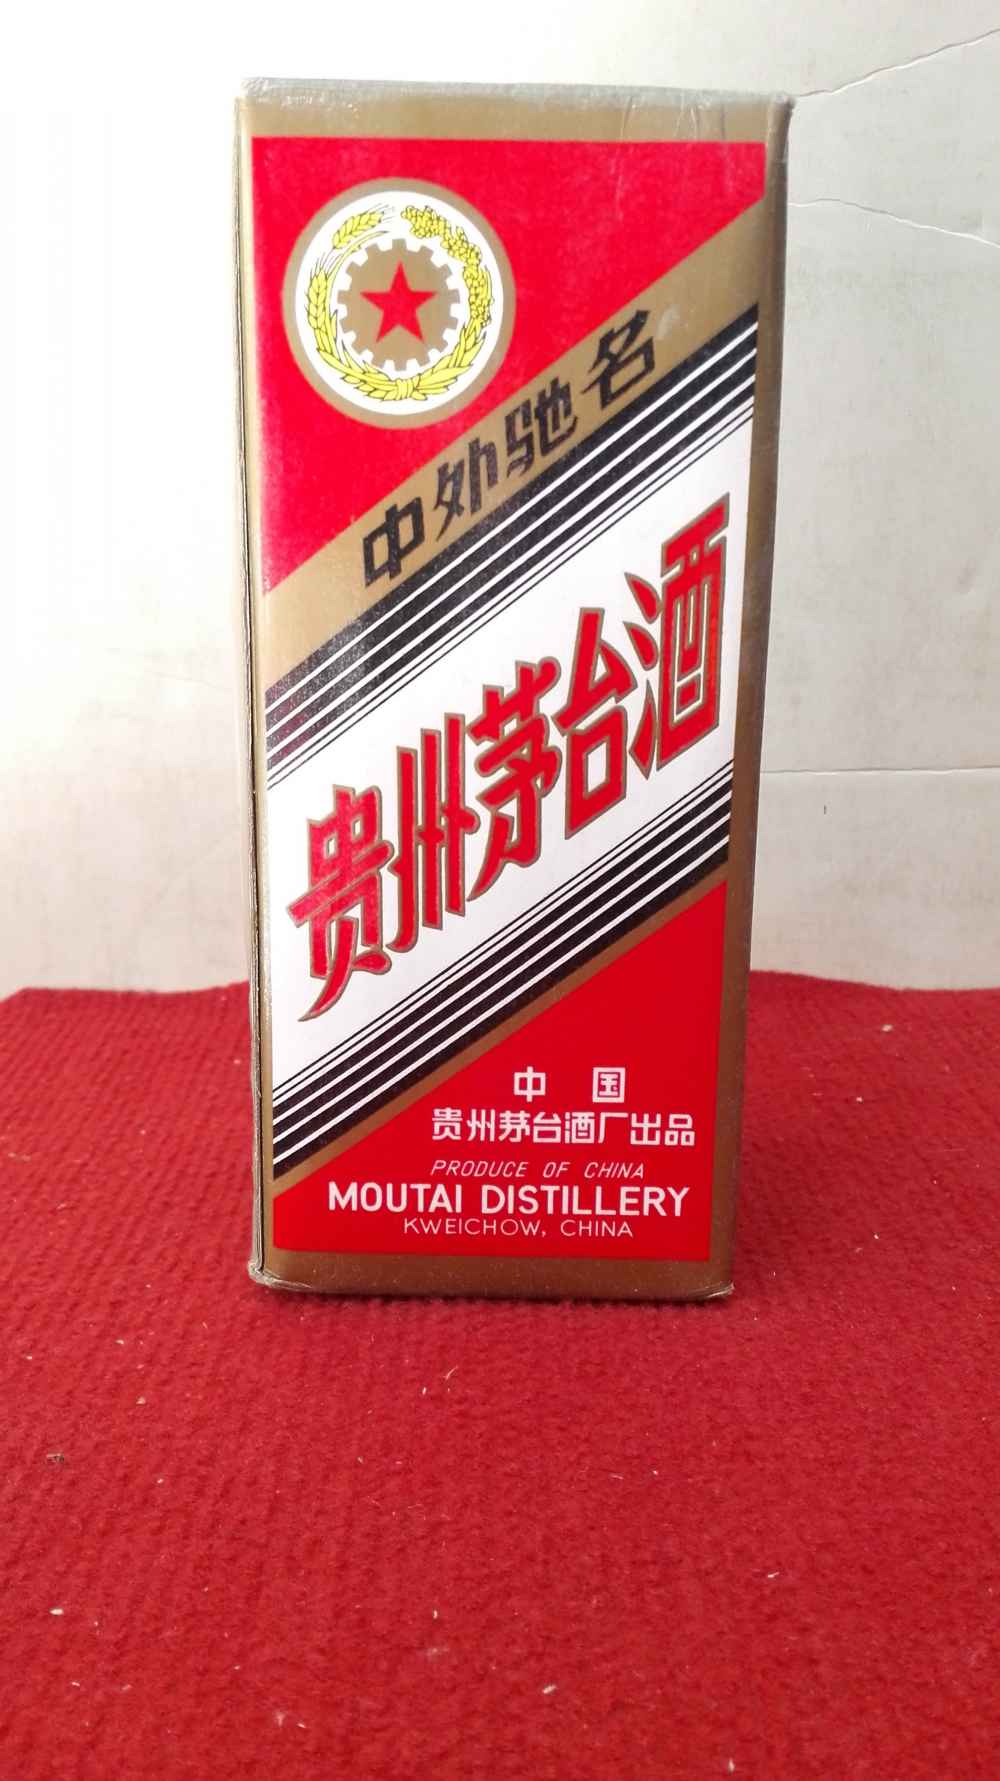 中外驰名
贵州茅台酒
中国
贵州茅台酒厂出品
PRODUCE OF CHINA
MOUTAI DISTILLERY
KWEICHOW, CHINA